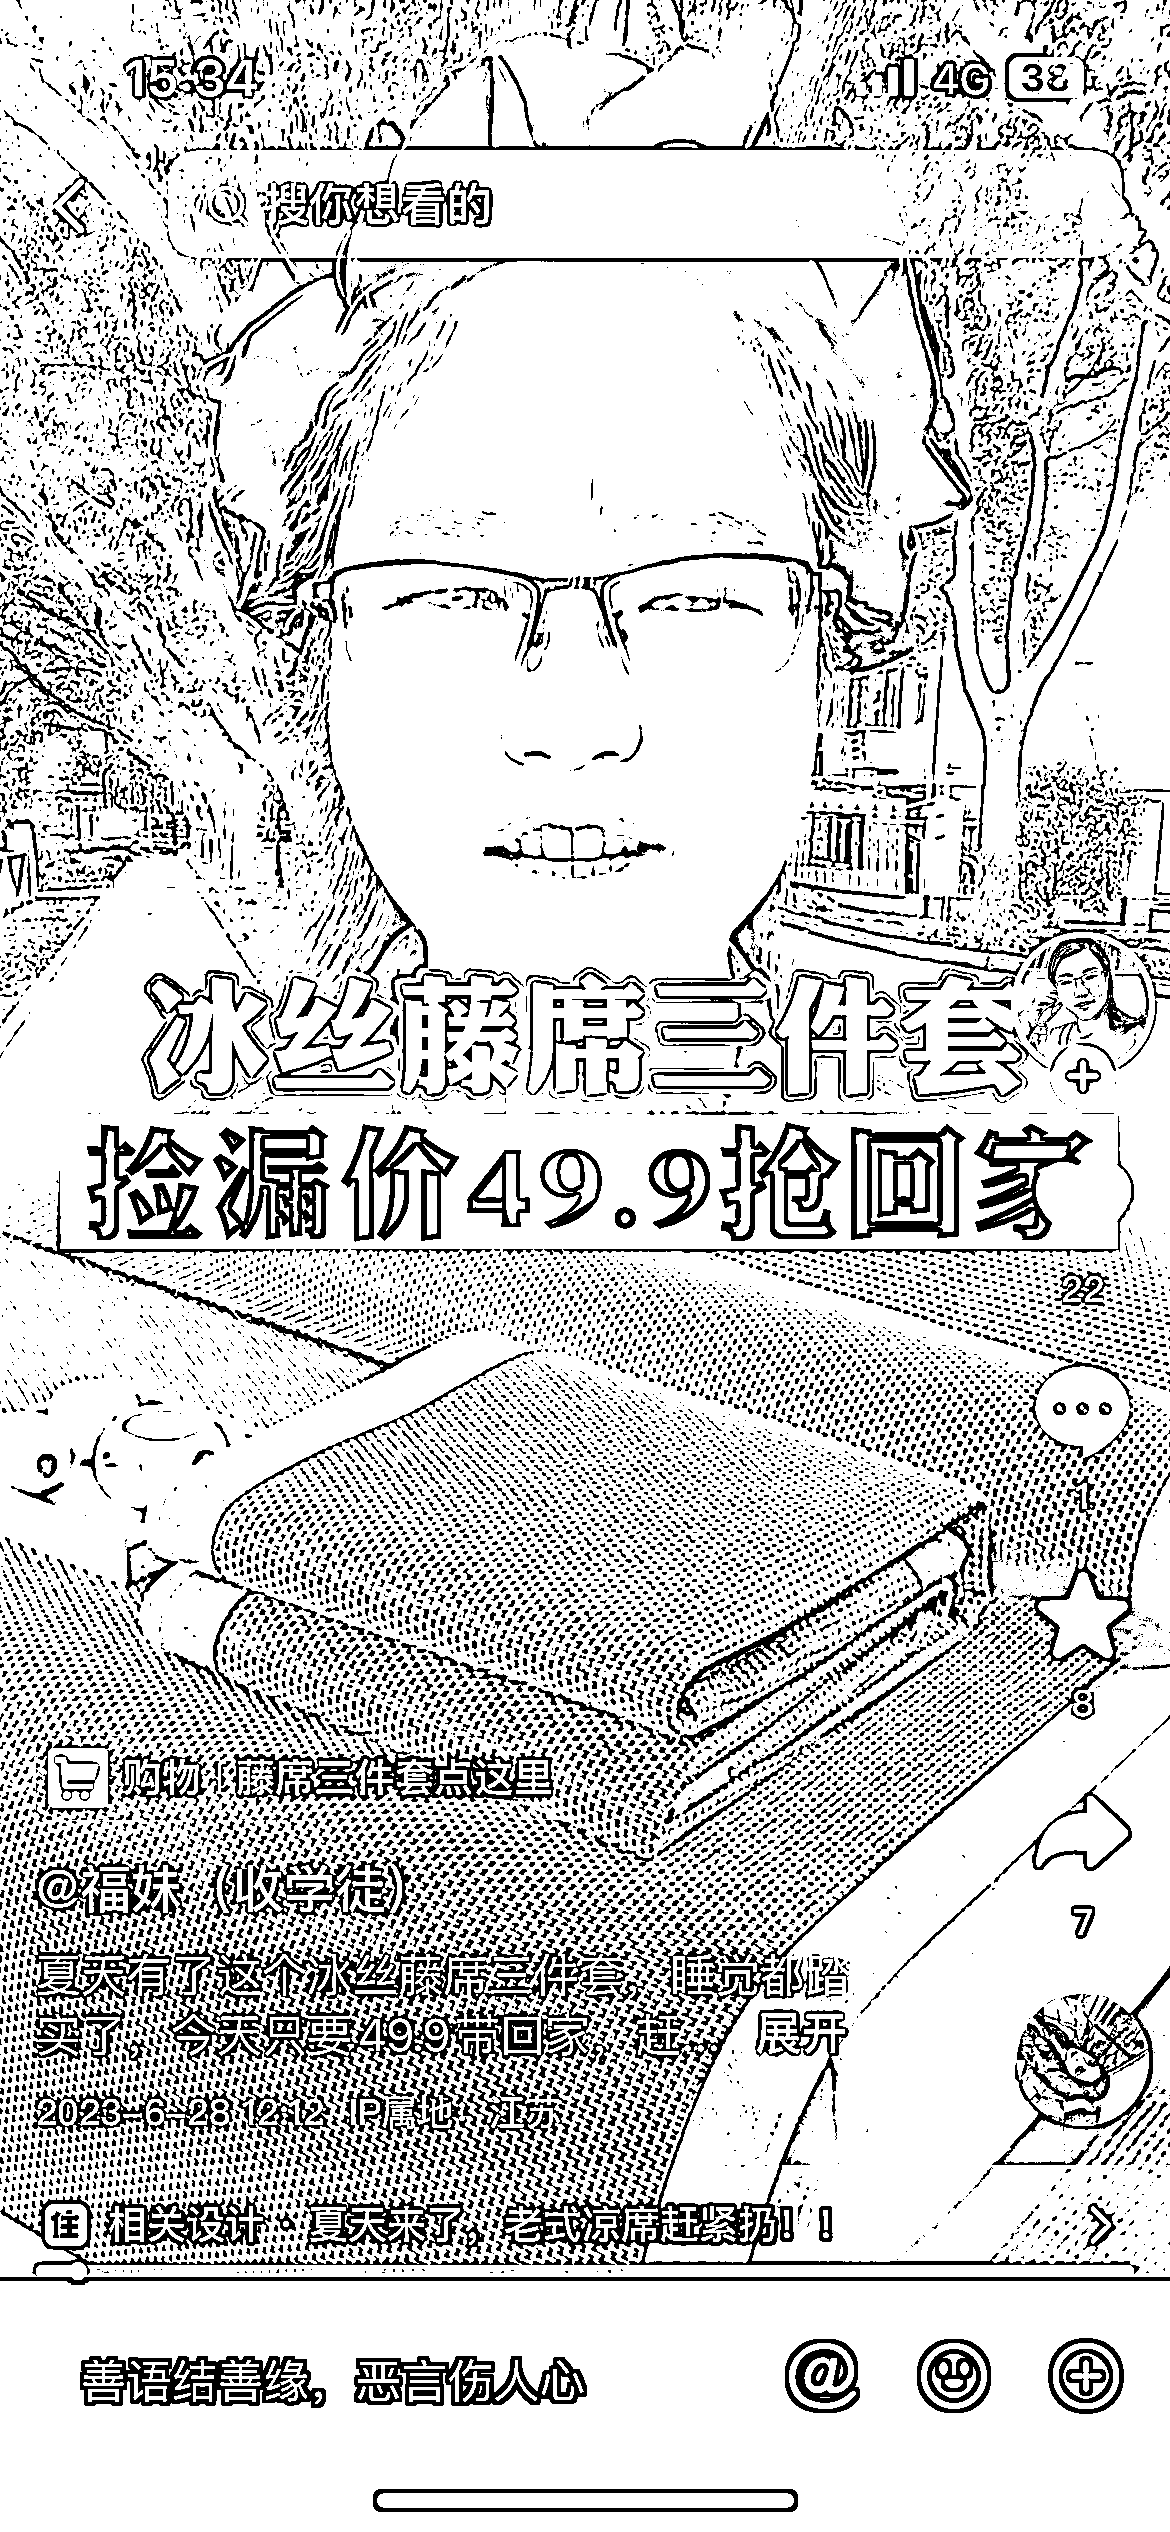 15:34 4G 38
搜你想看的
冰丝藤席三件套
捡漏价49.9抢回家
22
1
8
购物 | 藤席三件套点这里
7
@福妹（收学徒）
夏天有了这个冰丝藤席三件套，睡觉都踏
实了，今天只要49.9带回家，赶... 展开
2023-6-28 12:12 IP属地：江苏
住 相关设计 · 夏天来了，老式凉席赶紧扔！！
善语结善缘，恶言伤人心